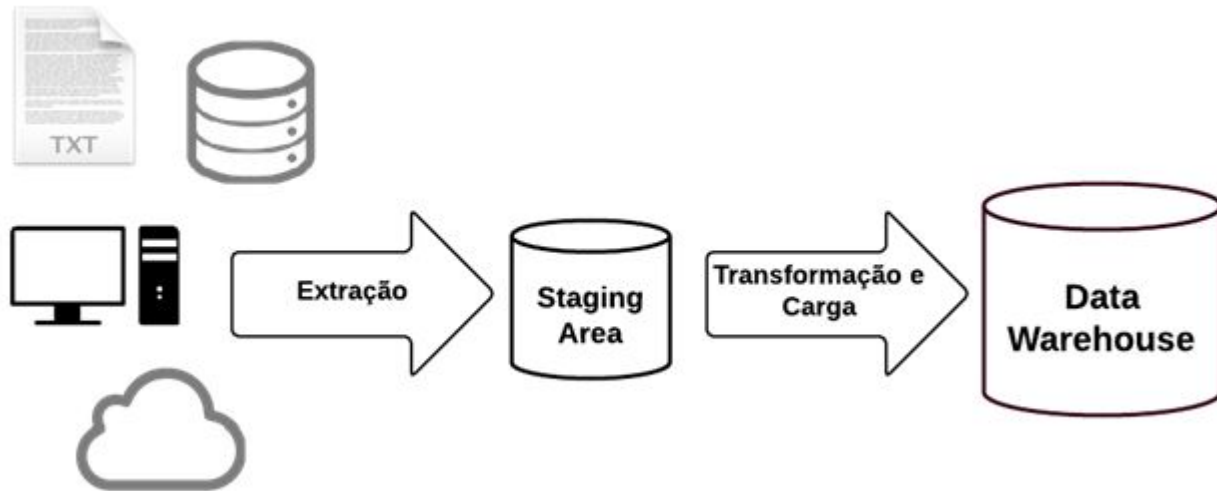 TXT
Extração
Staging
Area
Transformação e
Carga
Data
Warehouse